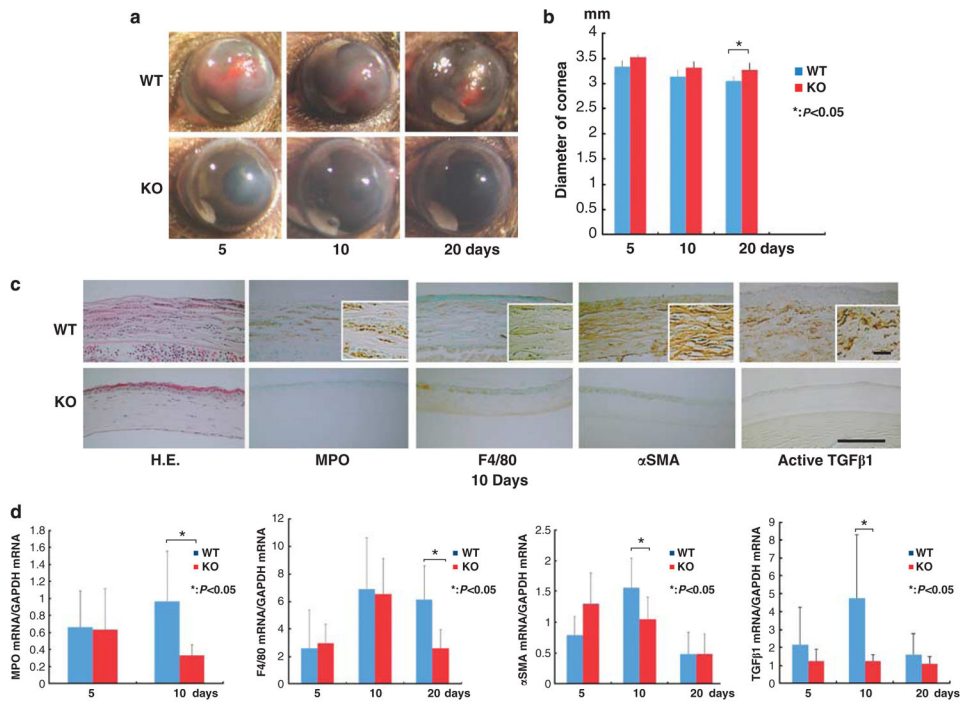 a
WT
KO
5 10 20 days
b
mm
Diameter of cornea
4
3.5
3
2.5
2
1.5
1
0.5
0
*
WT
KO
*:P<0.05
5 10 20 days
c
WT
KO
H.E. MPO F4/80 αSMA Active TGFβ1
10 Days
d
MPO mRNA/GAPDH mRNA
1.8
1.6
1.4
1.2
1
0.8
0.6
0.4
0.2
0
*
WT
KO
*:P<0.05
5 10 days
F4/80 mRNA/GAPDH mRNA
12
10
8
6
4
2
0
WT
KO
*
*:P<0.05
5 10 20 days
αSMA mRNA/GAPDH mRNA
2.5
2
1.5
1
0.5
0
*
WT
KO
*:P<0.05
5 10 20 days
TGFβ1 mRNA/GAPDH mRNA
9
8
7
6
5
4
3
2
1
0
*
WT
KO
*:P<0.05
5 10 20 days